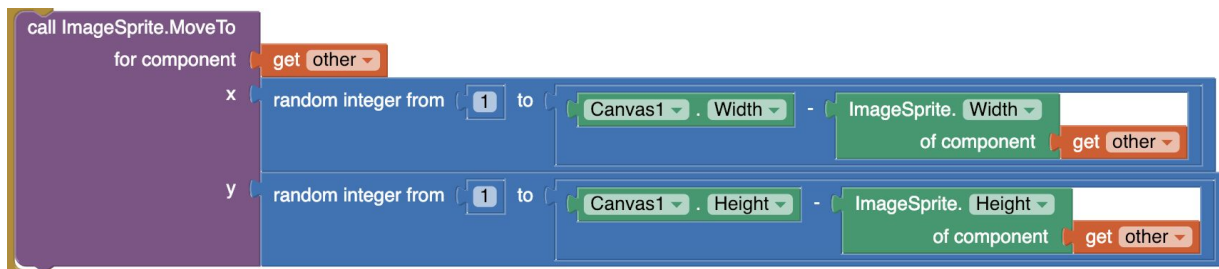 call ImageSprite.MoveTo
for component get other
x random integer from 1 to Canvas1 . Width - ImageSprite. Width
of component get other
y random integer from 1 to Canvas1 . Height - ImageSprite. Height
of component get other